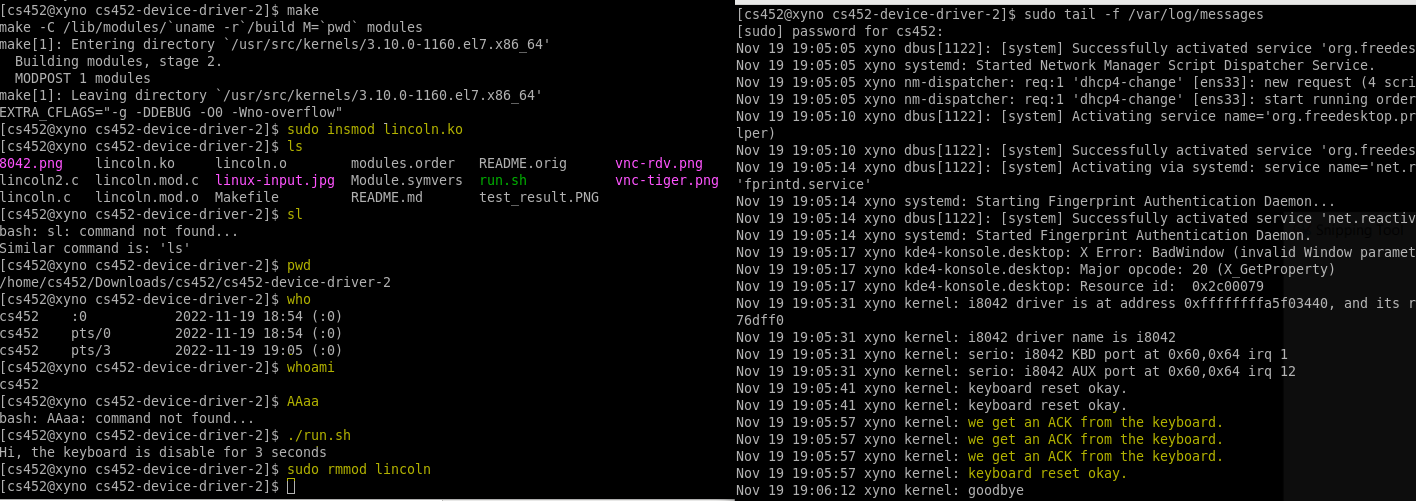 [cs452@xyno cs452-device-driver-2]$ make
make -C /lib/modules/`uname -r`/build M=`pwd` modules
make[1]: Entering directory `/usr/src/kernels/3.10.0-1160.el7.x86_64'
  Building modules, stage 2.
  MODPOST 1 modules
make[1]: Leaving directory `/usr/src/kernels/3.10.0-1160.el7.x86_64'
EXTRA_CFLAGS="-g -DDEBUG -O0 -Wno-overflow"
[cs452@xyno cs452-device-driver-2]$ sudo insmod lincoln.ko
[cs452@xyno cs452-device-driver-2]$ ls
8042.png    lincoln.ko     lincoln.o        modules.order   README.orig      vnc-rdv.png
lincoln2.c  lincoln.mod.c  linux-input.jpg  Module.symvers  run.sh           vnc-tiger.png
lincoln.c   lincoln.mod.o  Makefile         README.md       test_result.PNG
[cs452@xyno cs452-device-driver-2]$ sl
bash: sl: command not found...
Similar command is: 'ls'
[cs452@xyno cs452-device-driver-2]$ pwd
/home/cs452/Downloads/cs452/cs452-device-driver-2
[cs452@xyno cs452-device-driver-2]$ who
cs452    :0           2022-11-19 18:54 (:0)
cs452    pts/0        2022-11-19 18:54 (:0)
cs452    pts/3        2022-11-19 19:05 (:0)
[cs452@xyno cs452-device-driver-2]$ whoami
cs452
[cs452@xyno cs452-device-driver-2]$ AAaa
bash: AAaa: command not found...
[cs452@xyno cs452-device-driver-2]$ ./run.sh
Hi, the keyboard is disable for 3 seconds
[cs452@xyno cs452-device-driver-2]$ sudo rmmod lincoln
[cs452@xyno cs452-device-driver-2]$
[cs452@xyno cs452-device-driver-2]$ sudo tail -f /var/log/messages
[sudo] password for cs452:
Nov 19 19:05:05 xyno dbus[1122]: [system] Successfully activated service 'org.freedes
Nov 19 19:05:05 xyno systemd: Started Network Manager Script Dispatcher Service.
Nov 19 19:05:05 xyno nm-dispatcher: req:1 'dhcp4-change' [ens33]: new request (4 scri
Nov 19 19:05:05 xyno nm-dispatcher: req:1 'dhcp4-change' [ens33]: start running order
Nov 19 19:05:10 xyno dbus[1122]: [system] Activating service name='org.freedesktop.pr
lper)
Nov 19 19:05:10 xyno dbus[1122]: [system] Successfully activated service 'org.freedes
Nov 19 19:05:14 xyno dbus[1122]: [system] Activating via systemd: service name='net.r
'fprintd.service'
Nov 19 19:05:14 xyno systemd: Starting Fingerprint Authentication Daemon...
Nov 19 19:05:14 xyno dbus[1122]: [system] Successfully activated service 'net.reactiv
Nov 19 19:05:14 xyno systemd: Started Fingerprint Authentication Daemon.
Snipping Tool
Nov 19 19:05:17 xyno kde4-konsole.desktop: X Error: BadWindow (invalid Window paramet
Nov 19 19:05:17 xyno kde4-konsole.desktop: Major opcode: 20 (X_GetProperty)
Nov 19 19:05:17 xyno kde4-konsole.desktop: Resource id:  0x2c00079
Nov 19 19:05:31 xyno kernel: i8042 driver is at address 0xffffffffa5f03440, and its r
76dff0
Nov 19 19:05:31 xyno kernel: i8042 driver name is i8042
Nov 19 19:05:31 xyno kernel: serio: i8042 KBD port at 0x60,0x64 irq 1
Nov 19 19:05:31 xyno kernel: serio: i8042 AUX port at 0x60,0x64 irq 12
Nov 19 19:05:41 xyno kernel: keyboard reset okay.
Nov 19 19:05:41 xyno kernel: keyboard reset okay.
Nov 19 19:05:57 xyno kernel: we get an ACK from the keyboard.
Nov 19 19:05:57 xyno kernel: we get an ACK from the keyboard.
Nov 19 19:05:57 xyno kernel: we get an ACK from the keyboard.
Nov 19 19:05:57 xyno kernel: keyboard reset okay.
Nov 19 19:06:12 xyno kernel: goodbye